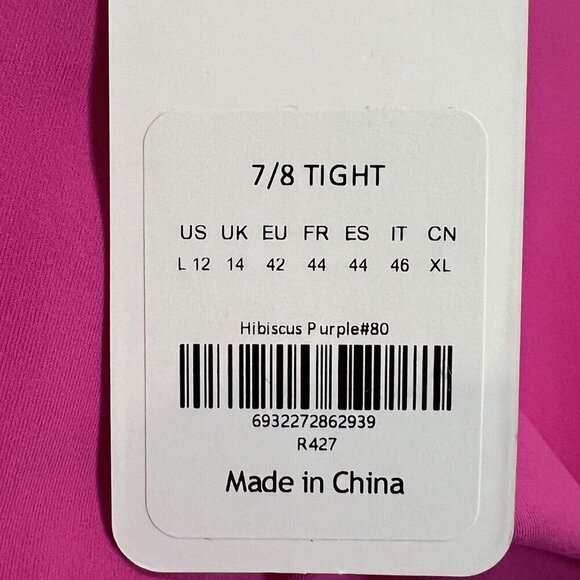 7/8 TIGHT
US UK EU FR ES IT CN
L 12 14 42 44 44 46 XL
Hibiscus Purple#80
6932272862939
R427
Made in China